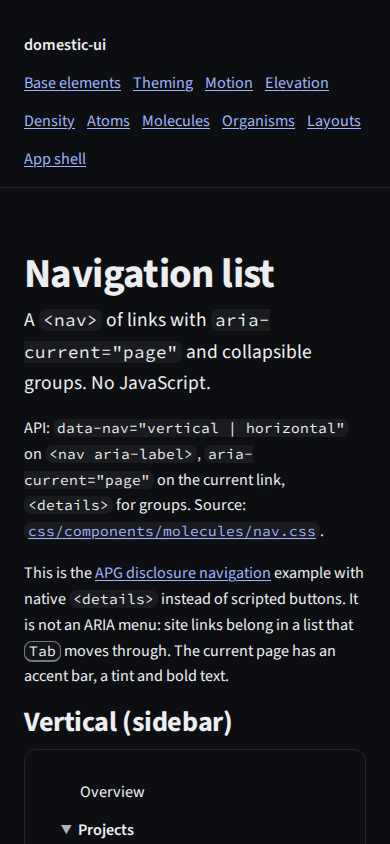 domestic-ui
Base elements Theming Motion Elevation
Density Atoms Molecules Organisms Layouts
App shell
Navigation list
A <nav> of links with aria-
current="page" and collapsible
groups. No JavaScript.
API: data-nav="vertical | horizontal"
on <nav aria-label>, aria-
current="page" on the current link,
<details> for groups. Source:
css/components/molecules/nav.css.
This is the APG disclosure navigation example with
native <details> instead of scripted buttons. It
is not an ARIA menu: site links belong in a list that
Tab moves through. The current page has an
accent bar, a tint and bold text.
Vertical (sidebar)
Overview
▼ Projects